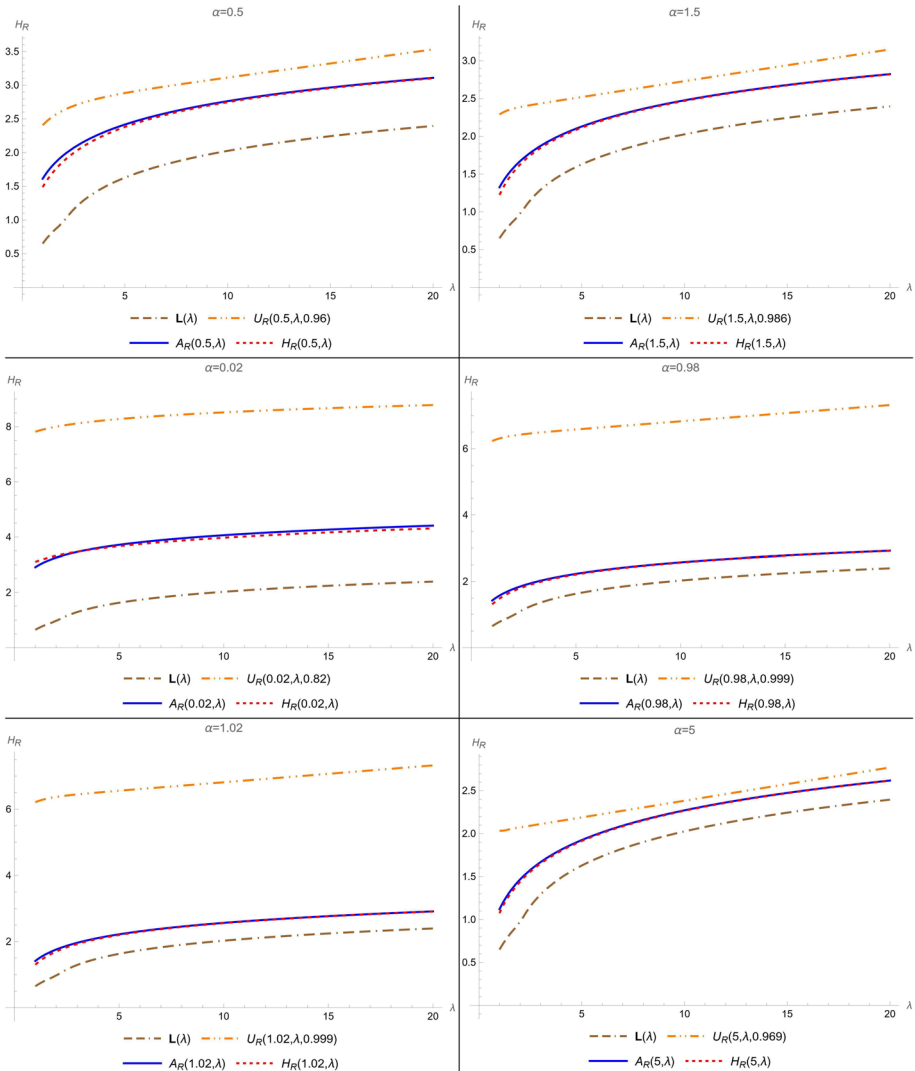 α=0.5
H_R
3.5
3.0
2.5
2.0
1.5
1.0
0.5
5
10
15
20
λ
L(λ) U_R(0.5,λ,0.96)
A_R(0.5,λ) H_R(0.5,λ)
α=1.5
H_R
3.0
2.5
2.0
1.5
1.0
0.5
5
10
15
20
λ
L(λ) U_R(1.5,λ,0.986)
A_R(1.5,λ) H_R(1.5,λ)
α=0.02
H_R
8
6
4
2
5
10
15
20
λ
L(λ) U_R(0.02,λ,0.82)
A_R(0.02,λ) H_R(0.02,λ)
α=0.98
H_R
6
4
2
5
10
15
20
λ
L(λ) U_R(0.98,λ,0.999)
A_R(0.98,λ) H_R(0.98,λ)
α=1.02
H_R
6
4
2
5
10
15
20
λ
L(λ) U_R(1.02,λ,0.999)
A_R(1.02,λ) H_R(1.02,λ)
α=5
H_R
2.5
2.0
1.5
1.0
0.5
5
10
15
20
λ
L(λ) U_R(5,λ,0.969)
A_R(5,λ) H_R(5,λ)